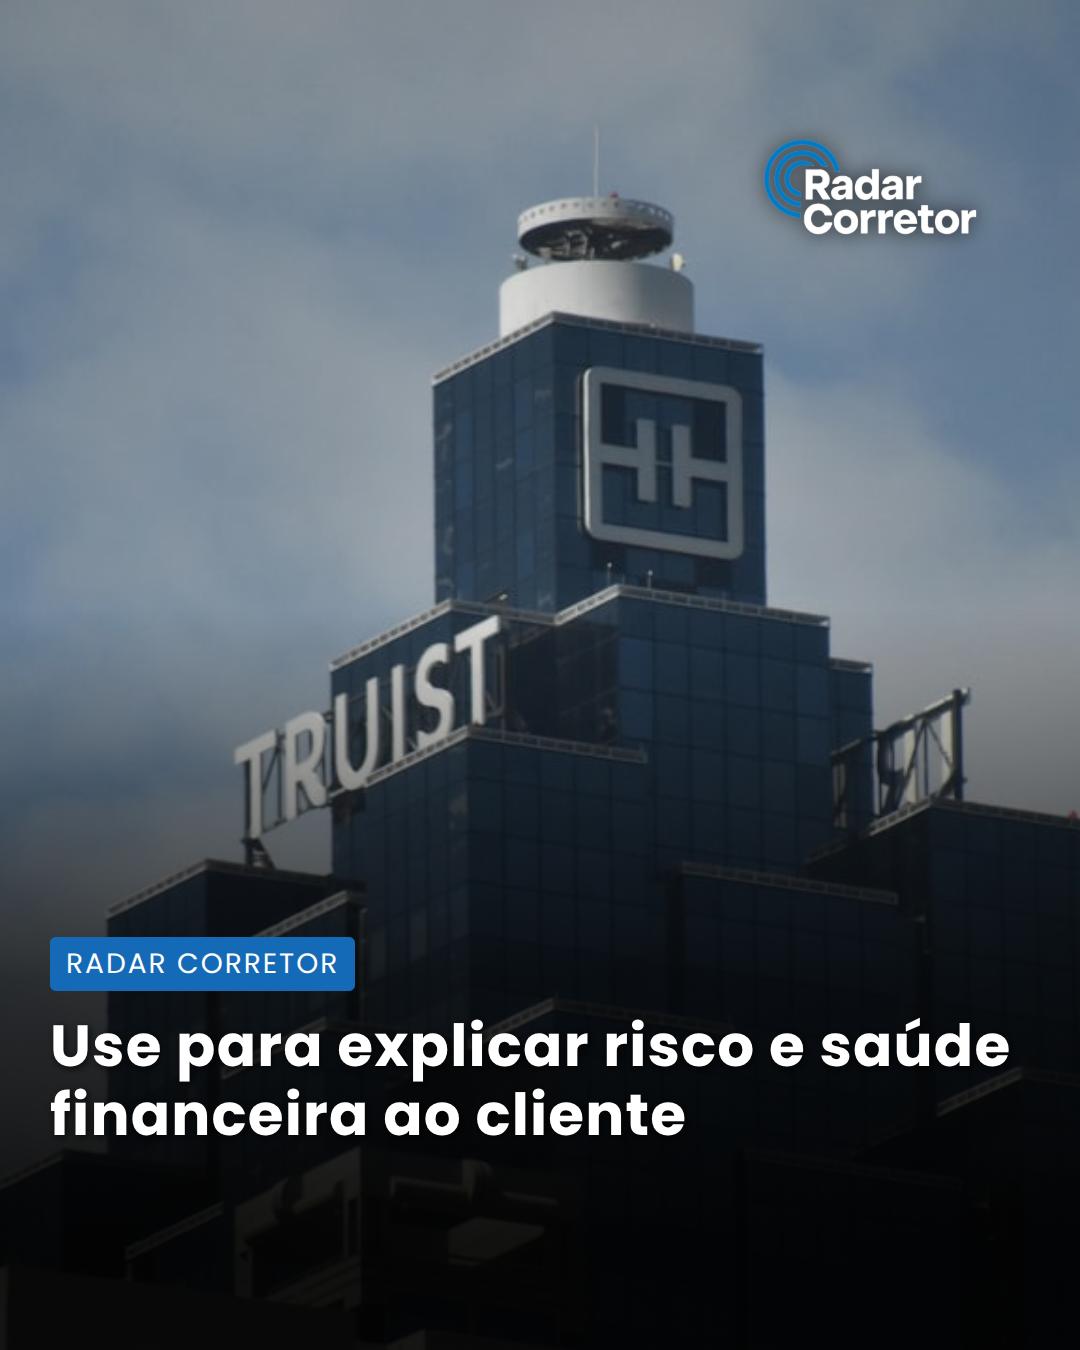 Radar
Corretor
TRUIST
RADAR CORRETOR
Use para explicar risco e saúde
financeira ao cliente